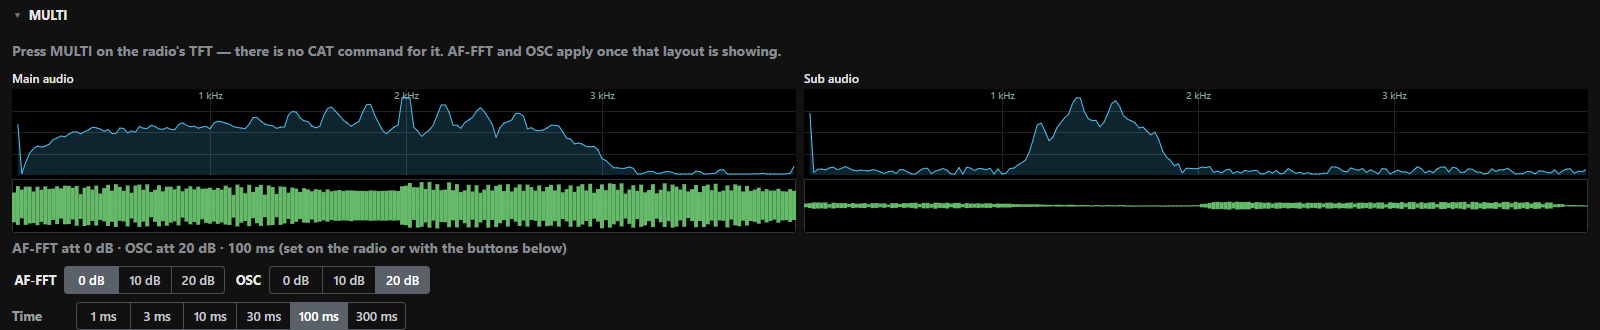 MULTI
Press MULTI on the radio's TFT — there is no CAT command for it. AF-FFT and OSC apply once that layout is showing.
Main audio
Sub audio
1 kHz 2 kHz 3 kHz
1 kHz 2 kHz 3 kHz
AF-FFT att 0 dB · OSC att 20 dB · 100 ms (set on the radio or with the buttons below)
AF-FFT 0 dB 10 dB 20 dB OSC 0 dB 10 dB 20 dB
Time 1 ms 3 ms 10 ms 30 ms 100 ms 300 ms